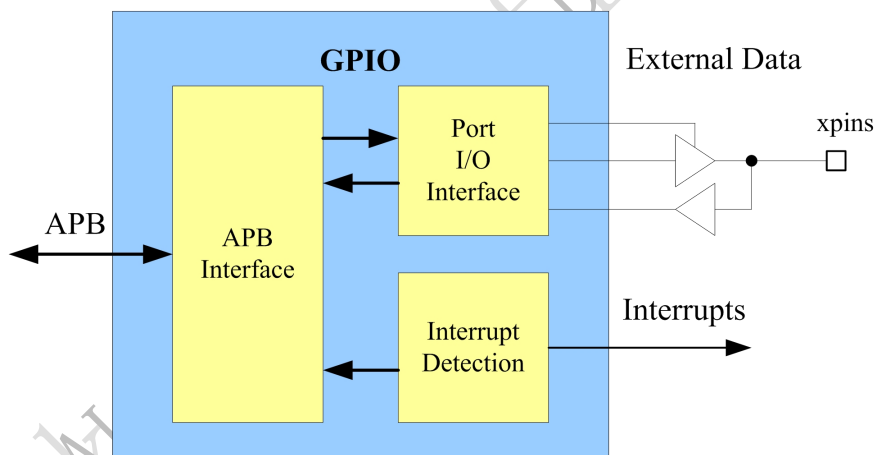 GPIO
External Data
Port
I/O
Interface
xpins
APB
APB
Interface
Interrupt
Detection
Interrupts